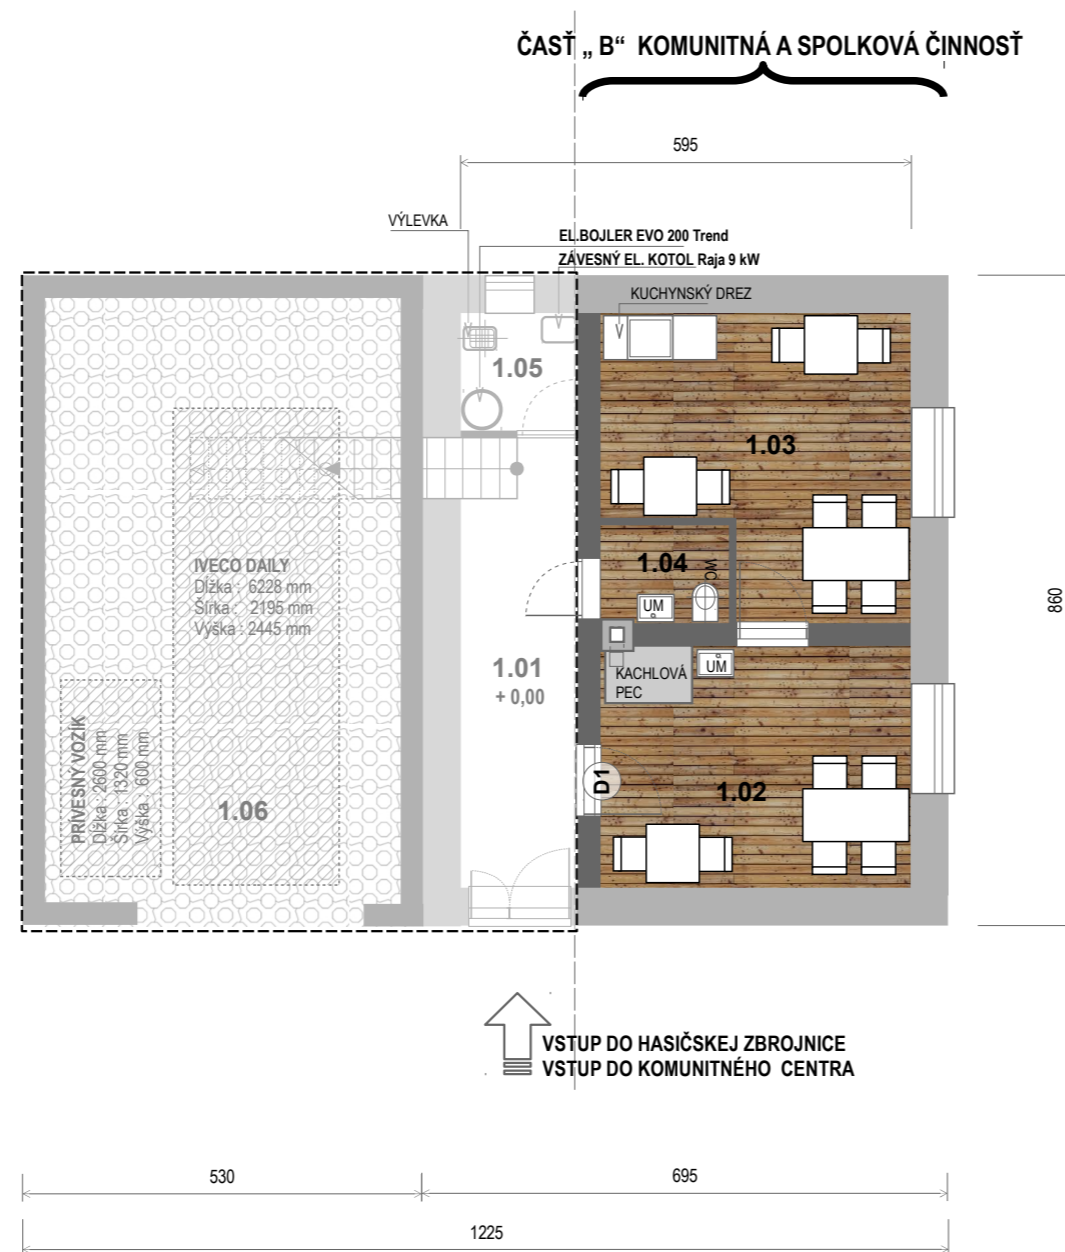 ČASŤ „ B“ KOMUNITNÁ A SPOLKOVÁ ČINNOSŤ
595
VÝLEVKA
EL.BOJLER EVO 200 Trend
ZÁVESNÝ EL. KOTOL Raja 9 kW
KUCHYNSKÝ DREZ
1.05
1.03
IVECO DAILY
Dĺžka : 6228 mm
Šírka : 2195 mm
Výška : 2445 mm
1.04
WC
UM
860
1.01
+ 0,00
KACHLOVÁ
PEC
UM
PRÍVESNÝ VOZÍK
Dĺžka : 2600 mm
Šírka : 1320 mm
Výška : 600 mm
1.06
D1
1.02
VSTUP DO HASIČSKEJ ZBROJNICE
VSTUP DO KOMUNITNÉHO CENTRA
530
695
1225